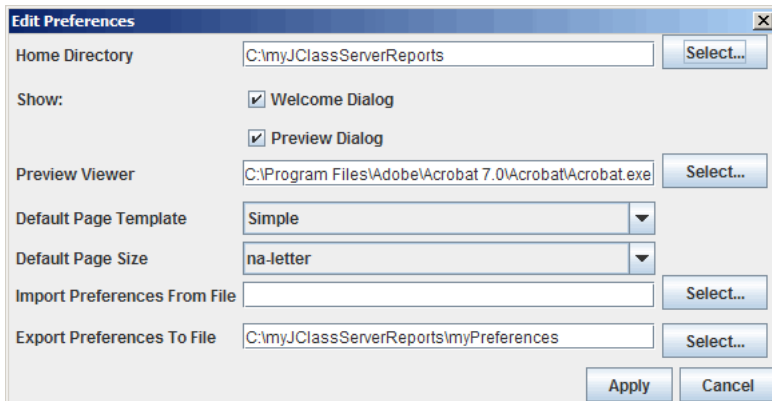 Edit Preferences
Home Directory C:\myJClassServerReports Select...
Show: Welcome Dialog
Preview Dialog
Preview Viewer C:\Program Files\Adobe\Acrobat 7.0\Acrobat\Acrobat.exe Select...
Default Page Template Simple
Default Page Size na-letter
Import Preferences From File Select...
Export Preferences To File C:\myJClassServerReports\myPreferences Select...
Apply Cancel